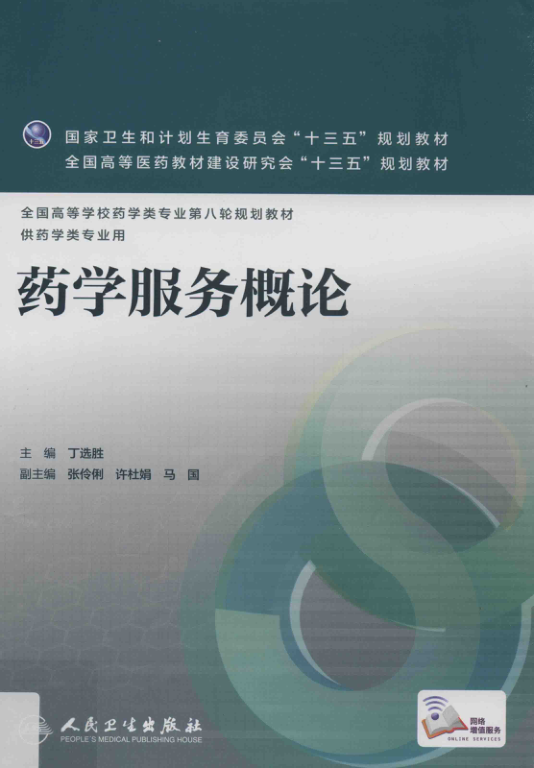 国家卫生和计划生育委员会“十三五”规划教材
全国高等医药教材建设研究会“十三五”规划教材
全国高等学校药学类专业第八轮规划教材
供药学类专业用
药学服务概论
主 编 丁选胜
副主编 张伶俐 许杜娟 马 国
人民卫生出版社
PEOPLE'S MEDICAL PUBLISHING HOUSE
网络
增值服务
ONLINE SERVICES